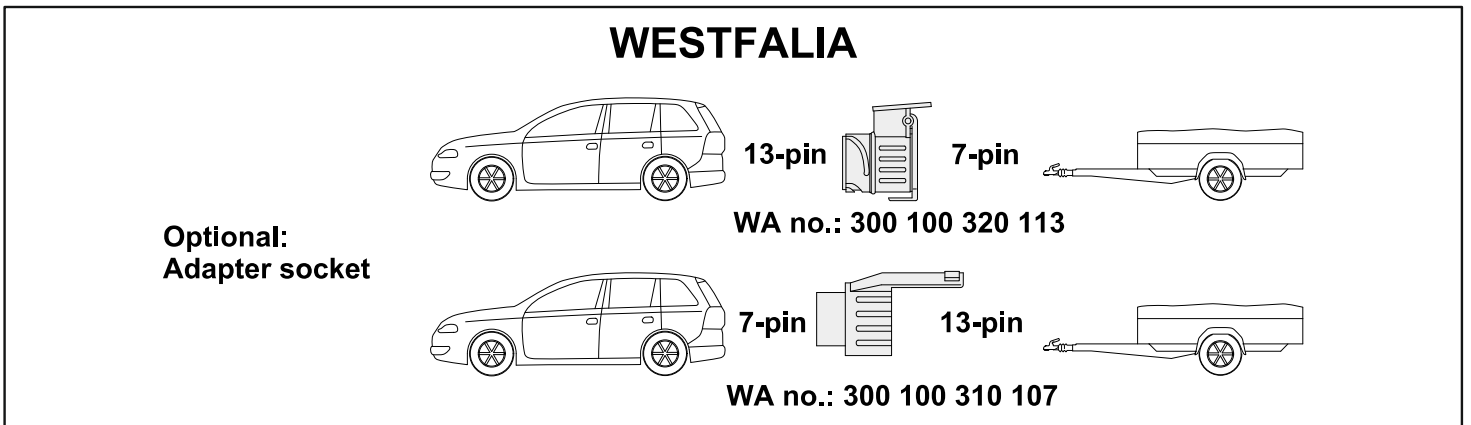 WESTFALIA
13-pin
7-pin
WA no.: 300 100 320 113
Optional:
Adapter socket
7-pin
13-pin
WA no.: 300 100 310 107